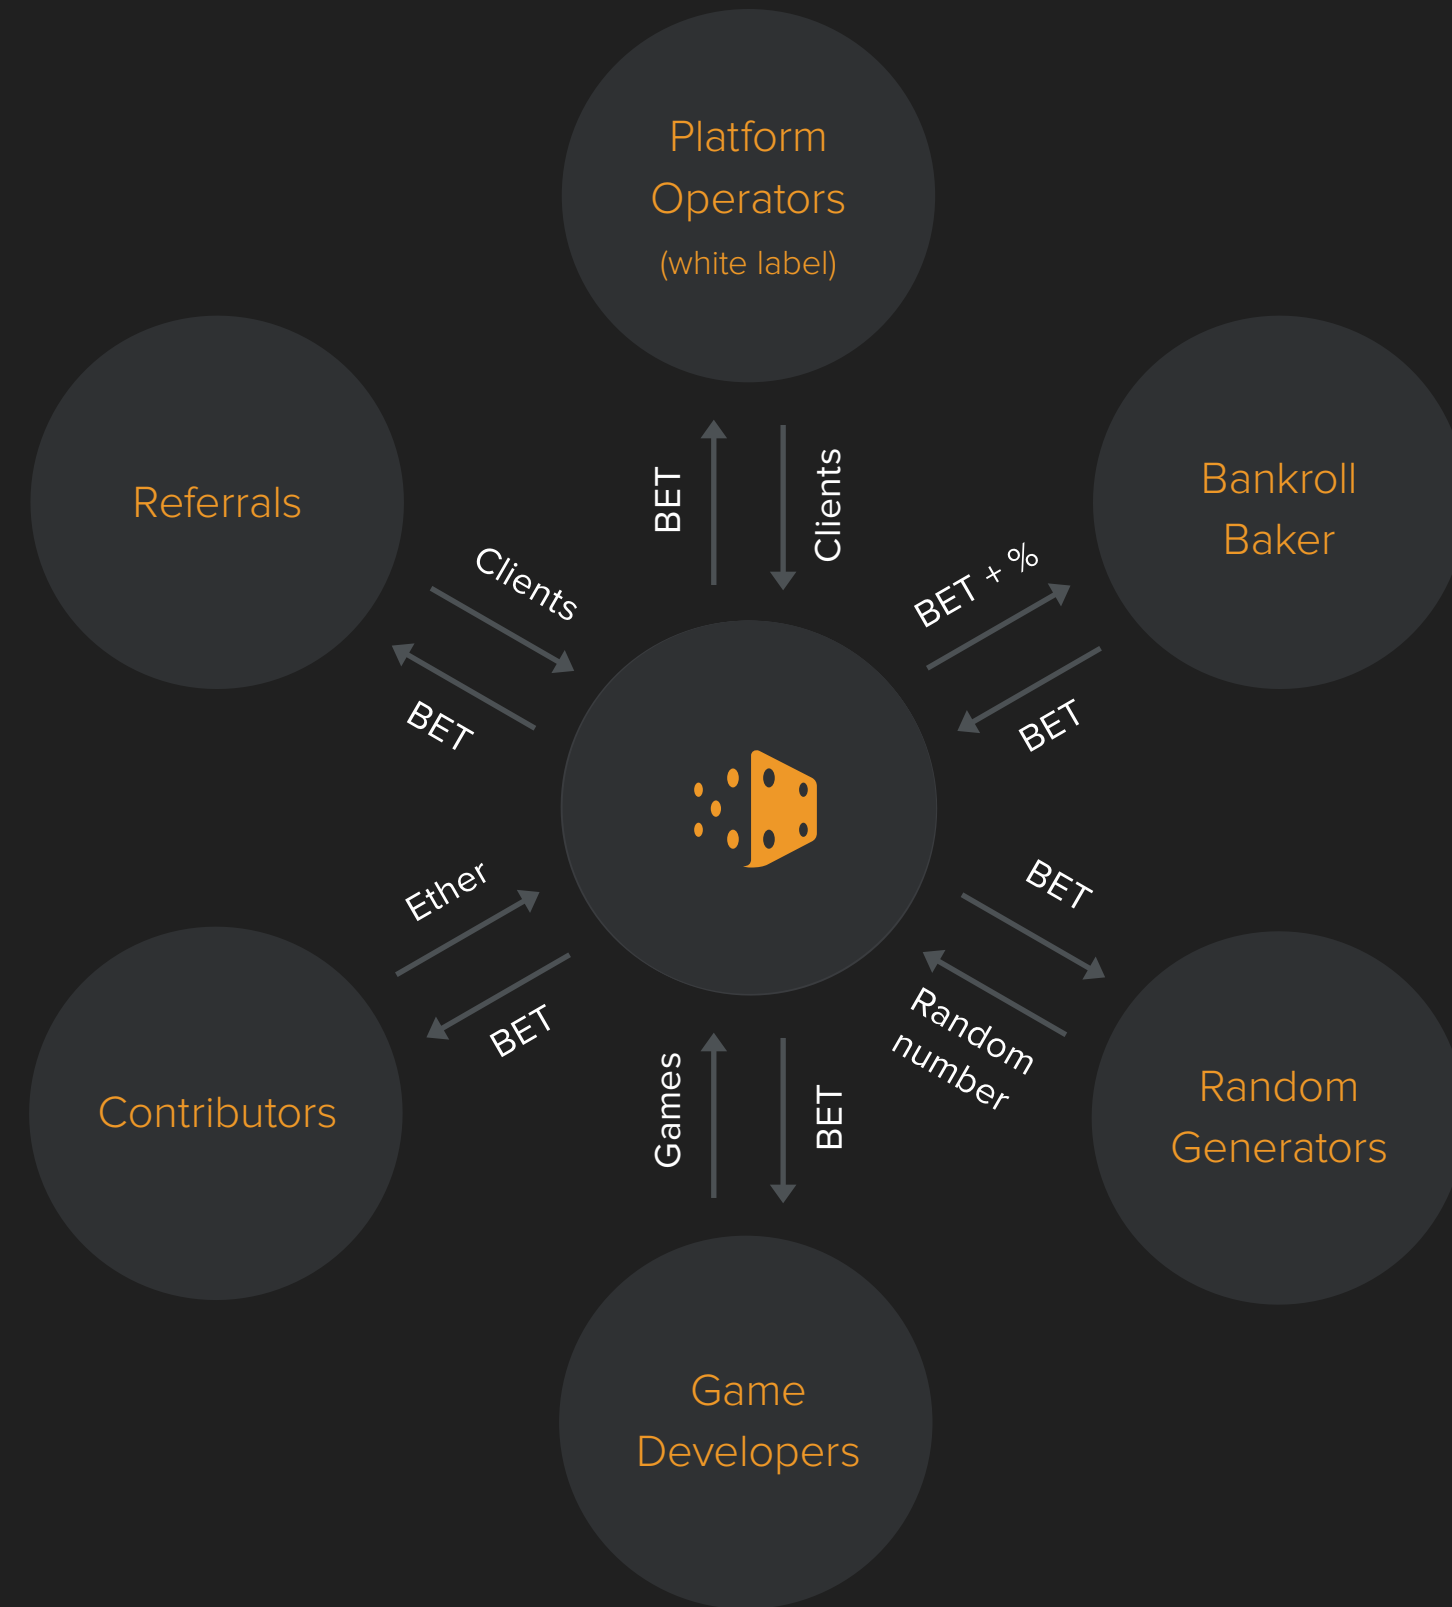 Platform
Operators
(white label)
Referrals
Bankroll
Baker
BET
Clients
Clients
BET
BET + %
BET
Ether
BET
BET
Random
number
Games
BET
Contributors
Random
Generators
Game
Developers